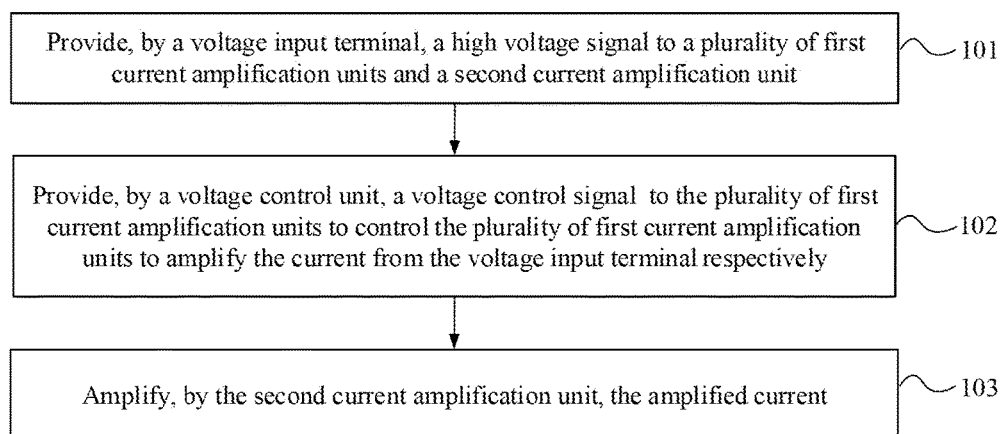 Provide, by a voltage input terminal, a high voltage signal to a plurality of first
current amplification units and a second current amplification unit
101
Provide, by a voltage control unit, a voltage control signal to the plurality of first
current amplification units to control the plurality of first current amplification
units to amplify the current from the voltage input terminal respectively
102
Amplify, by the second current amplification unit, the amplified current
103